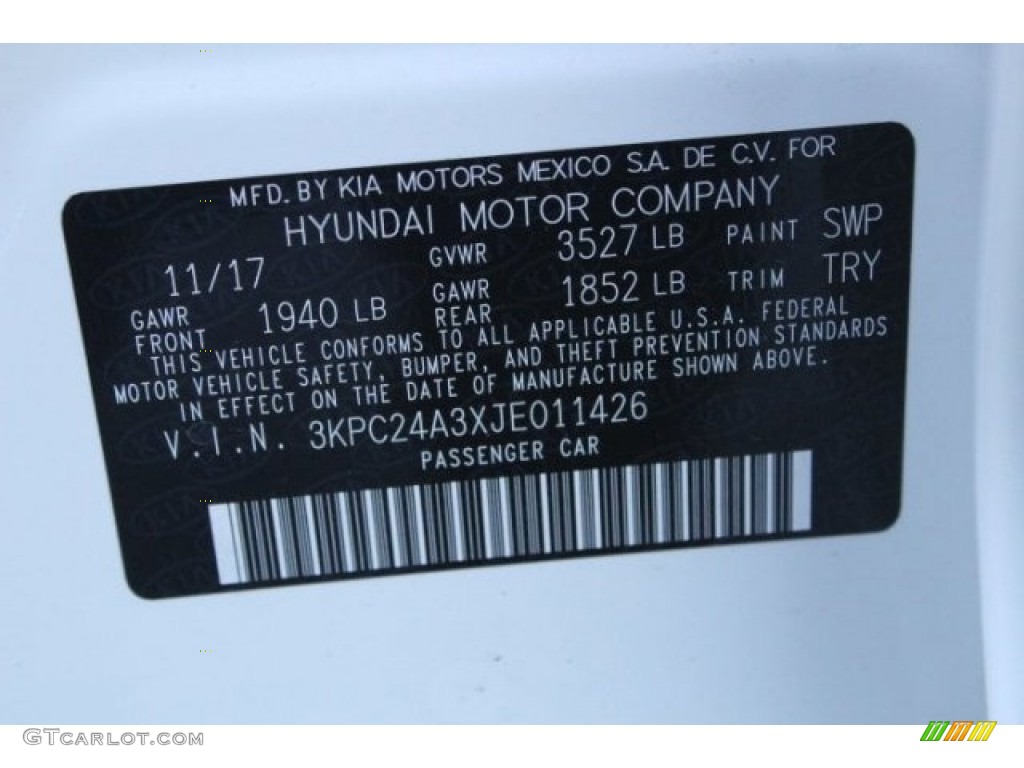 MFD. BY KIA MOTORS MEXICO S.A. DE C.V. FOR
HYUNDAI MOTOR COMPANY
11/17 GVWR 3527 LB PAINT SWP
GAWR FRONT 1940 LB GAWR REAR 1852 LB TRIM TRY
THIS VEHICLE CONFORMS TO ALL APPLICABLE U.S.A. FEDERAL
MOTOR VEHICLE SAFETY, BUMPER, AND THEFT PREVENTION STANDARDS
IN EFFECT ON THE DATE OF MANUFACTURE SHOWN ABOVE.
V.I.N. 3KPC24A3XJE011426
PASSENGER CAR
GTCARLOT.COM